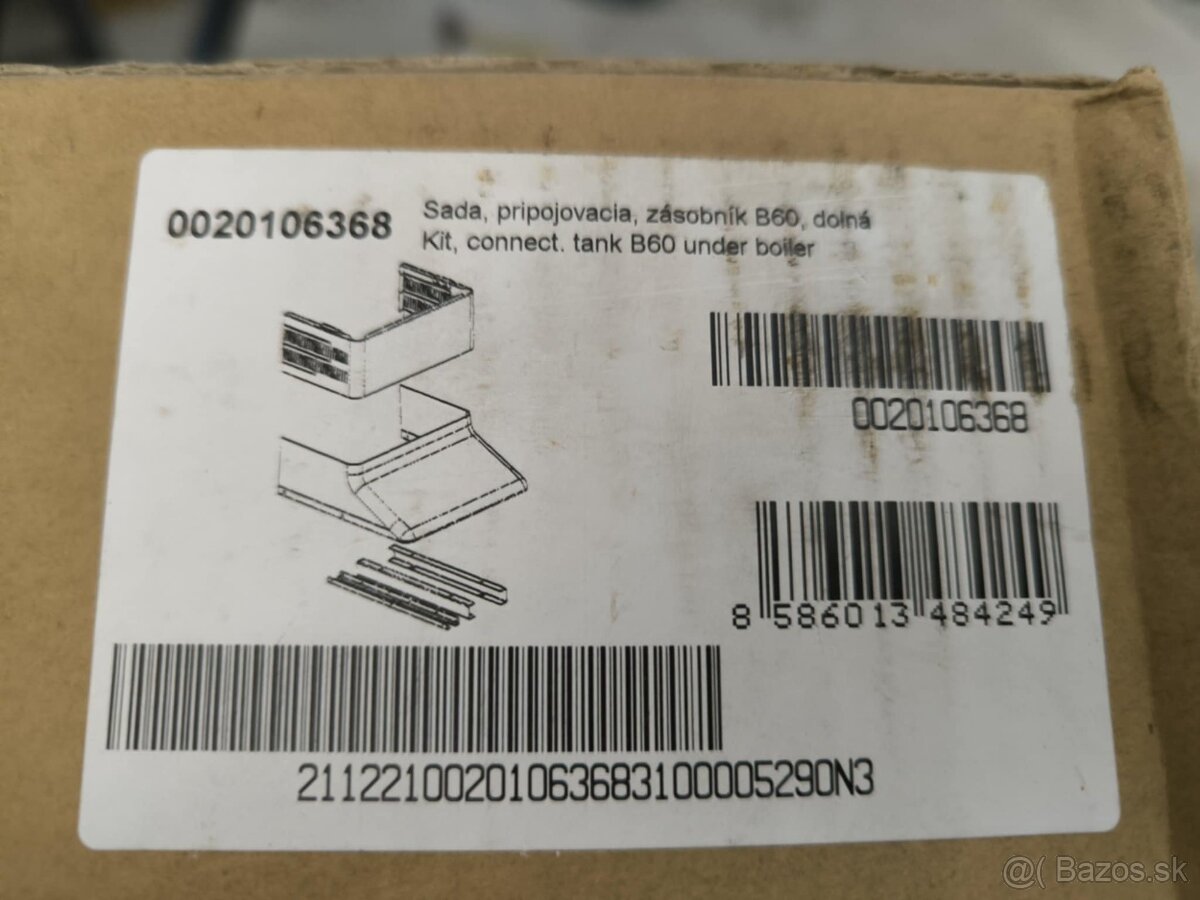 0020106368
Sada, pripojovacia, zásobník B60, dolná
Kit, connect. tank B60 under boiler
0020106368
8 586013 484249
21122100201063683100005290N3
@( Bazos.sk